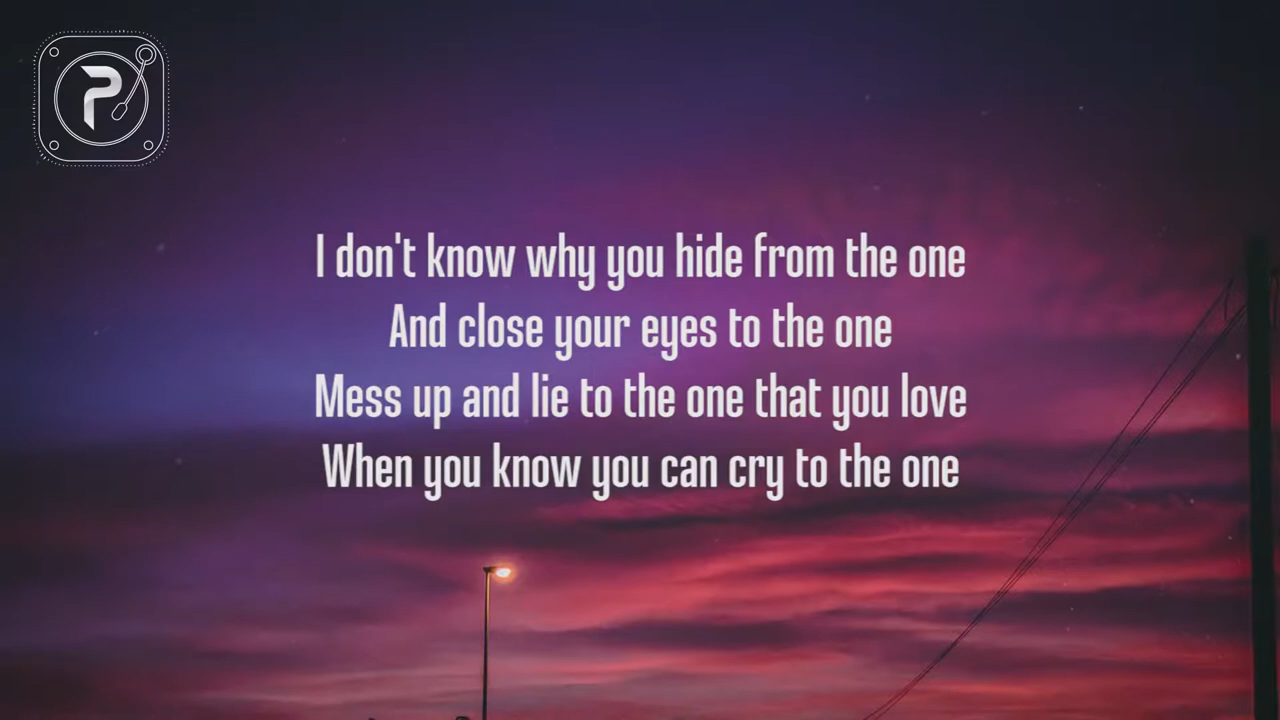 P
I don't know why you hide from the one
And close your eyes to the one
Mess up and lie to the one that you love
When you know you can cry to the one